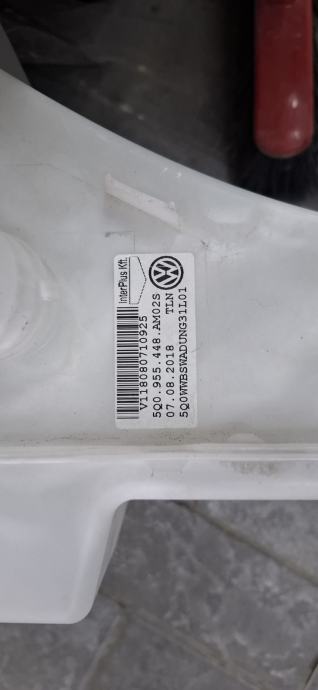 InterPlus Kft.
V118080710925
5Q0.955.448.AM02S
07.08.2018 TLN
5Q0WWBSWADUNG31L01